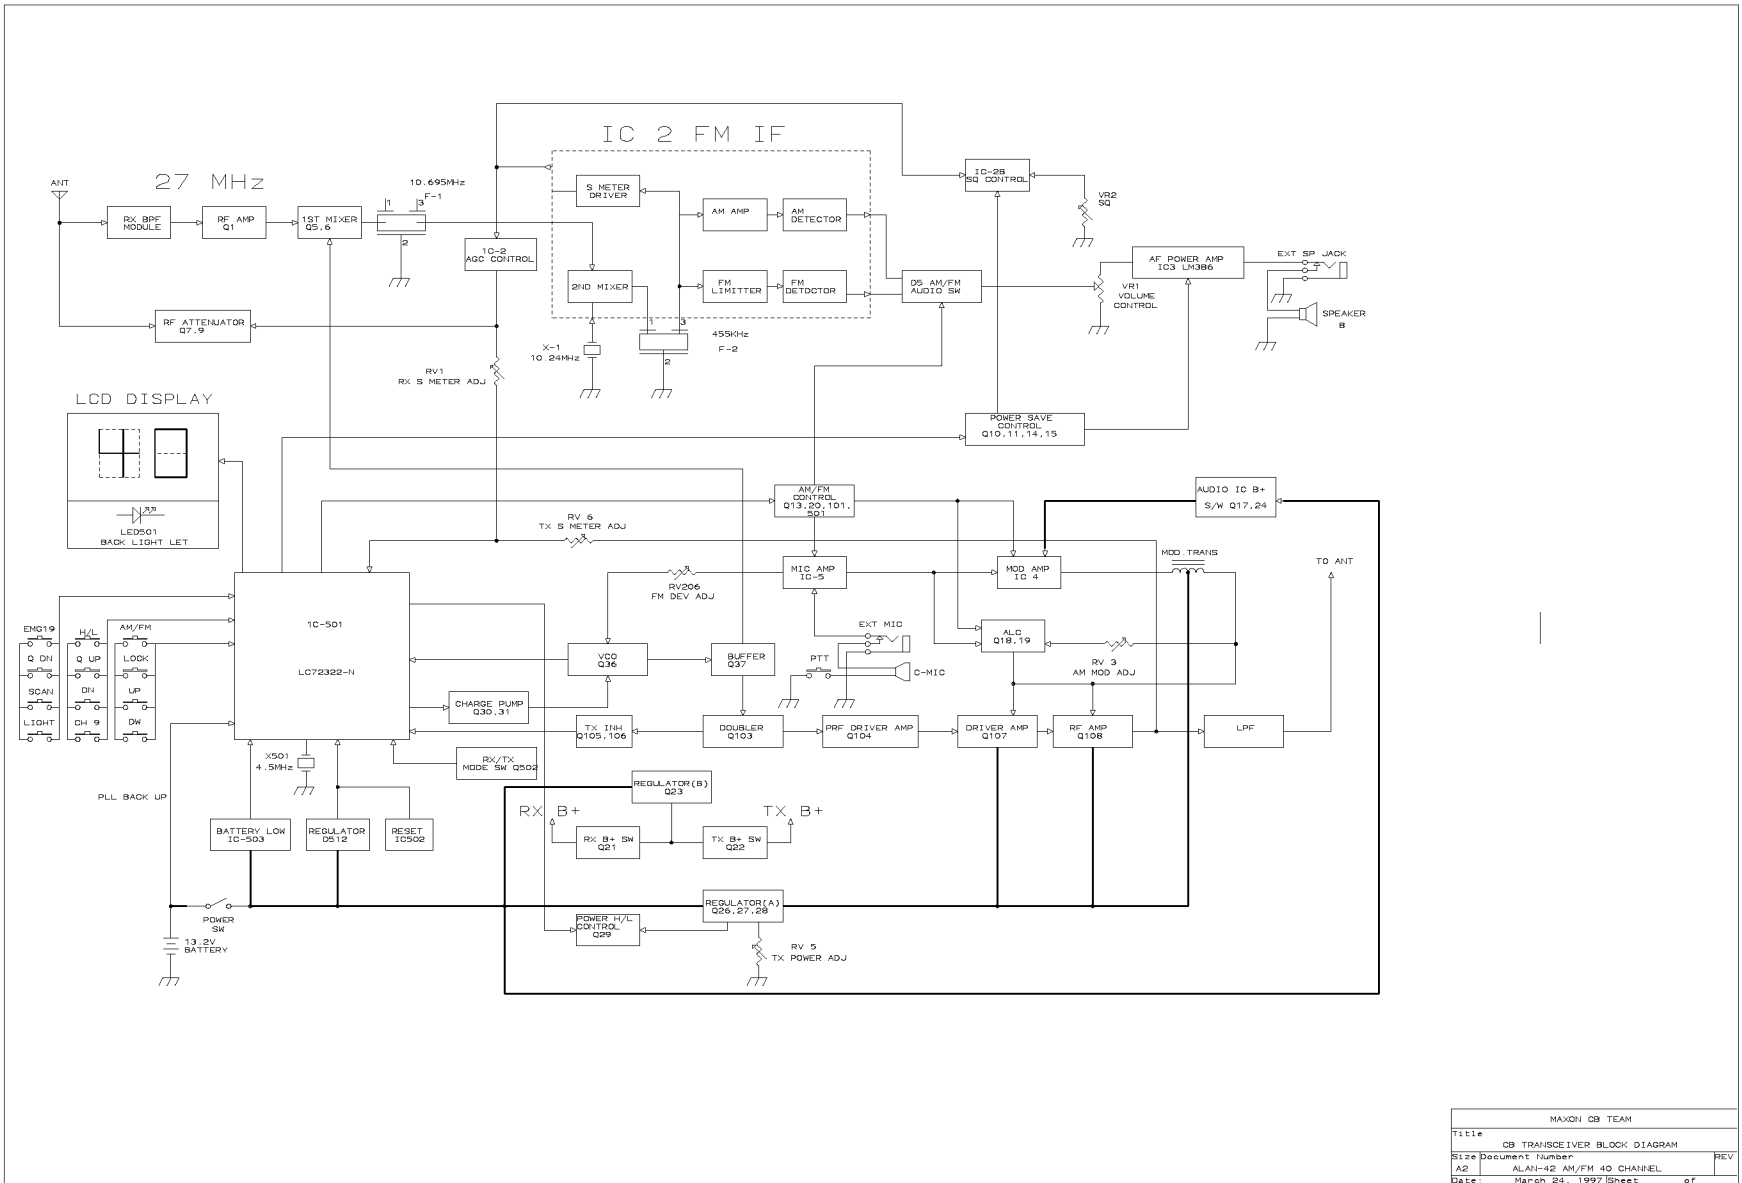 IC 2 FM IF
27 MHz
ANT
10.695MHz
F-1
1
3
2
RX BPF
MODULE
RF AMP
Q1
1ST MIXER
Q5,6
1C-2
AGC CONTROL
S METER
DRIVER
AM AMP
AM
DETECTOR
2ND MIXER
FM
LIMITTER
FM
DETDCTOR
D5 AM/FM
AUDIO SW
IC-2B
SQ CONTROL
VR2
SQ
AF POWER AMP
IC3 LM386
EXT SP JACK
VR1
VOLUME
CONTROL
SPEAKER
8
RF ATTENUATOR
Q7,9
X-1
10.24MHz
1
3
2
455KHz
F-2
RV1
RX S METER ADJ
LCD DISPLAY
LED501
BACK LIGHT LET
POWER SAVE
CONTROL
Q10,11,14,15
AM/FM
CONTROL
Q13,20,101,
501
AUDIO IC B+
S/W Q17,24
RV 6
TX S METER ADJ
MIC AMP
IC-5
MOD AMP
IC 4
MOD.TRANS
TO ANT
RV206
FM DEV ADJ
1C-501
LC72322-N
EMG19
H/L
AM/FM
Q DN
Q UP
LOCK
SCAN
DN
UP
LIGHT
CH 9
DW
VCO
Q36
BUFFER
Q37
EXT MIC
PTT
C-MIC
ALC
Q18,19
RV 3
AM MOD ADJ
CHARGE PUMP
Q30,31
TX INH
Q105,106
DOUBLER
Q103
PRF DRIVER AMP
Q104
DRIVER AMP
Q107
RF AMP
Q108
LPF
X501
4.5MHz
RX/TX
MODE SW Q502
PLL BACK UP
REGULATOR(B)
Q23
RX B+
TX B+
BATTERY LOW
IC-503
REGULATOR
D512
RESET
IC502
RX B+ SW
Q21
TX B+ SW
Q22
REGULATOR(A)
Q26,27,28
POWER
SW
POWER H/L
CONTROL
Q29
13.2V
BATTERY
RV 5
TX POWER ADJ
MAXON CB TEAM
Title
CB TRANSCEIVER BLOCK DIAGRAM
Size Document Number REV
A2 ALAN-42 AM/FM 40 CHANNEL
Date: March 24, 1997 Sheet of